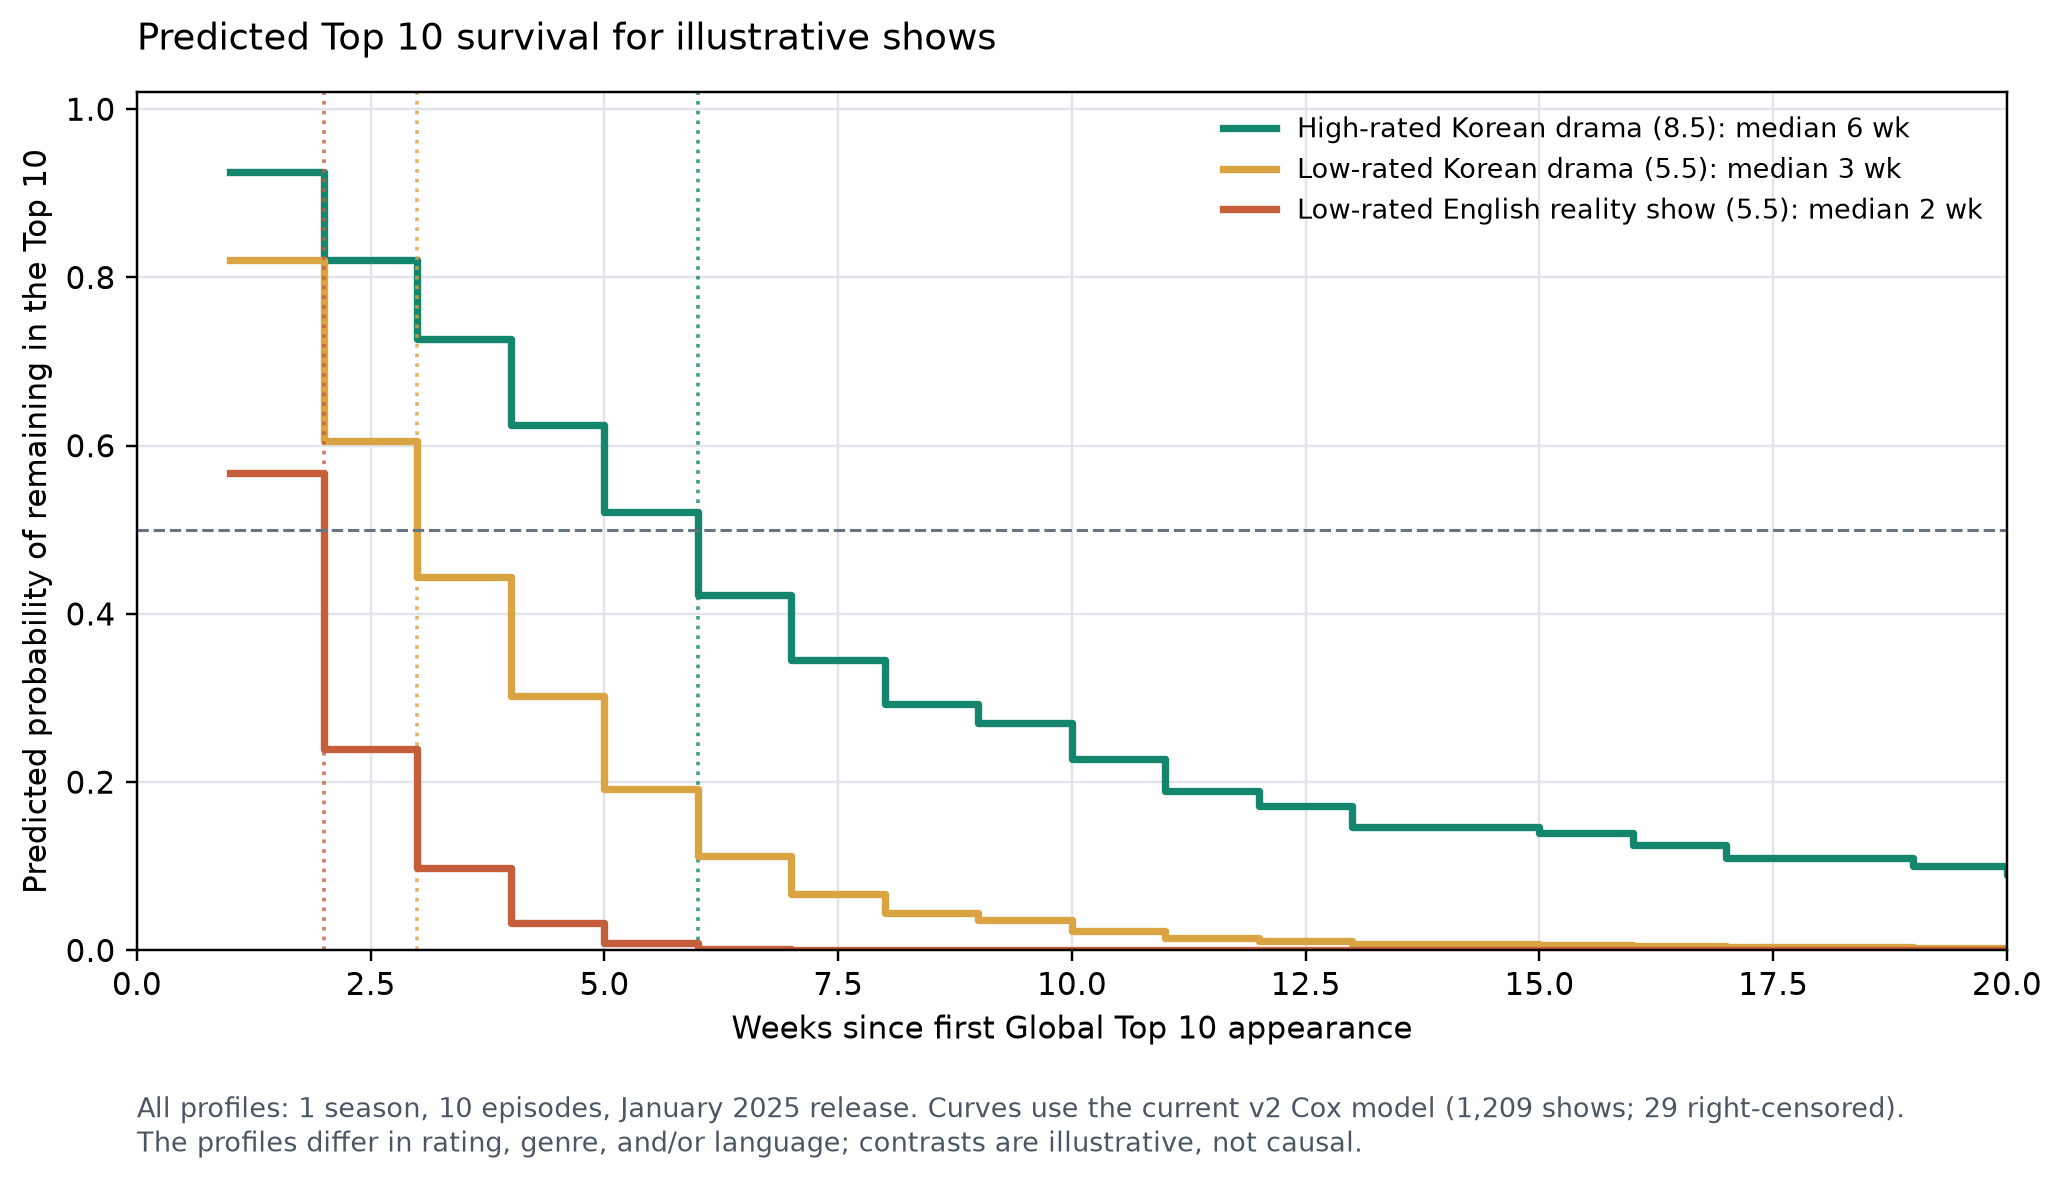 Predicted Top 10 survival for illustrative shows
High-rated Korean drama (8.5): median 6 wk
Low-rated Korean drama (5.5): median 3 wk
Low-rated English reality show (5.5): median 2 wk
Predicted probability of remaining in the Top 10
1.0
0.8
0.6
0.4
0.2
0.0
0.0 2.5 5.0 7.5 10.0 12.5 15.0 17.5 20.0
Weeks since first Global Top 10 appearance
All profiles: 1 season, 10 episodes, January 2025 release. Curves use the current v2 Cox model (1,209 shows; 29 right-censored).
The profiles differ in rating, genre, and/or language; contrasts are illustrative, not causal.